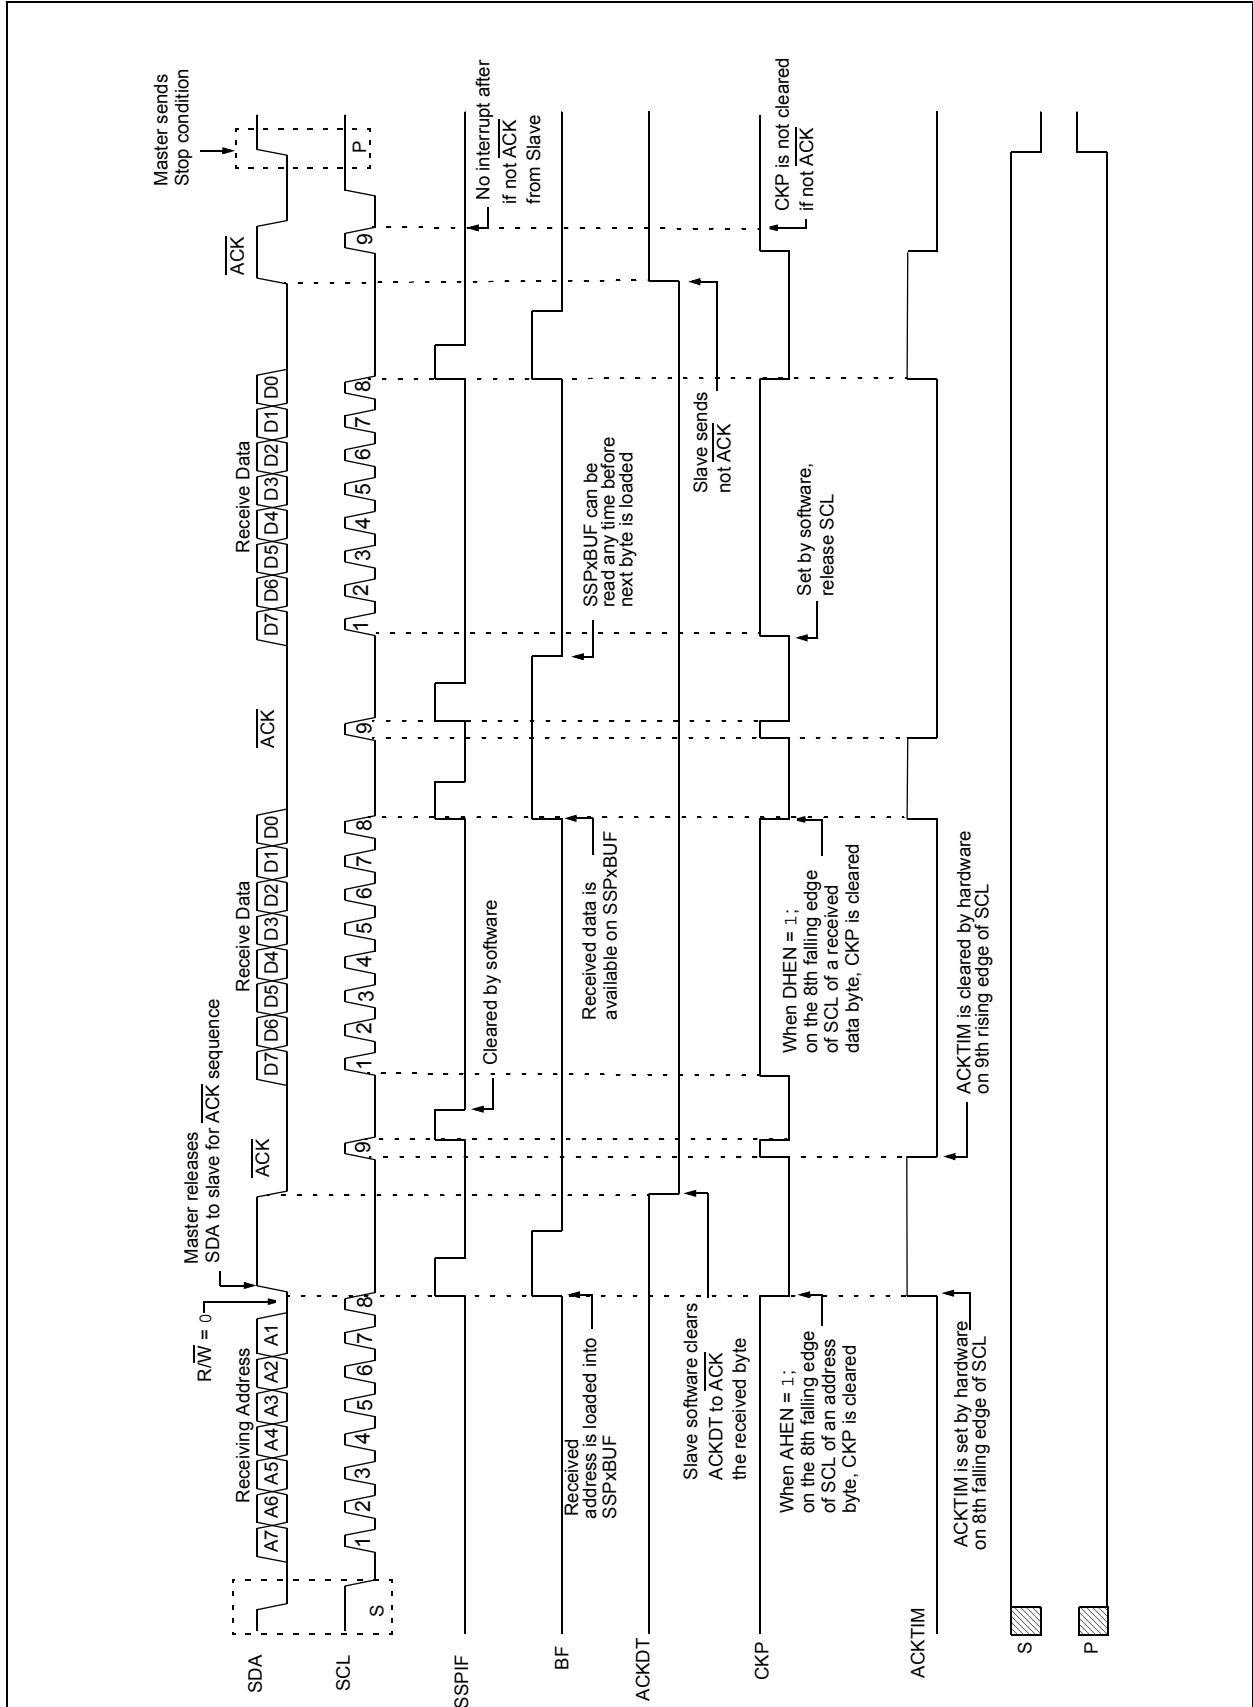 Master sends
Stop condition
Master releases
SDA to slave for ACK sequence
R/W = 0
Receiving Address
ACK
Receive Data
ACK
Receive Data
ACK
SDA
A7 A6 A5 A4 A3 A2 A1
D7 D6 D5 D4 D3 D2 D1 D0
D7 D6 D5 D4 D3 D2 D1 D0
SCL
S
1 2 3 4 5 6 7 8 9
1 2 3 4 5 6 7 8 9
1 2 3 4 5 6 7 8 9
P
SSPIF
Cleared by software
No interrupt after
if not ACK
from Slave
BF
Received
address is loaded into
SSPxBUF
Received data is
available on SSPxBUF
SSPxBUF can be
read any time before
next byte is loaded
ACKDT
Slave software clears
ACKDT to ACK
the received byte
Slave sends
not ACK
CKP
When AHEN = 1;
on the 8th falling edge
of SCL of an address
byte, CKP is cleared
When DHEN = 1;
on the 8th falling edge
of SCL of a received
data byte, CKP is cleared
Set by software,
release SCL
CKP is not cleared
if not ACK
ACKTIM
ACKTIM is set by hardware
on 8th falling edge of SCL
ACKTIM is cleared by hardware
on 9th rising edge of SCL
S
P